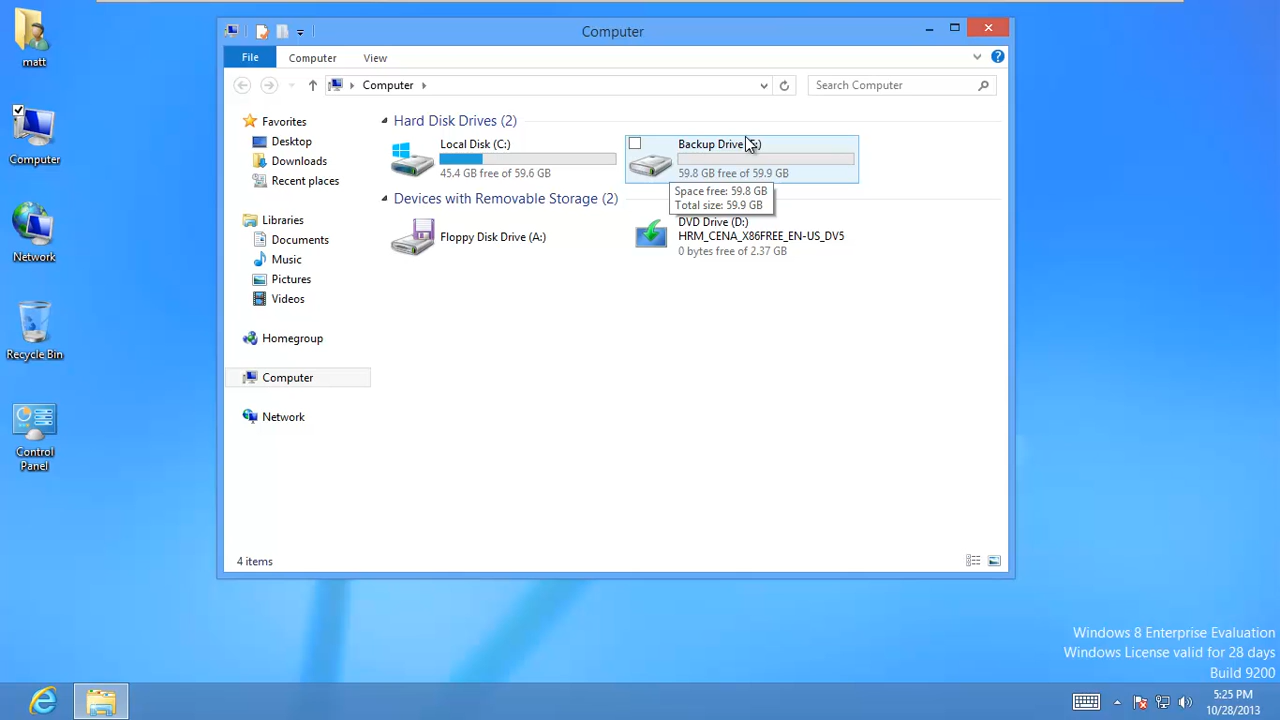 matt
Computer
Network
Recycle Bin
Control
Panel
Computer
File
Computer
View
Computer
Search Computer
Favorites
Desktop
Downloads
Recent places
Libraries
Documents
Music
Pictures
Videos
Homegroup
Computer
Network
Hard Disk Drives (2)
Local Disk (C:)
45.4 GB free of 59.6 GB
Backup Drive
59.8 GB free of 59.9 GB
Space free: 59.8 GB
Total size: 59.9 GB
Devices with Removable Storage (2)
Floppy Disk Drive (A:)
DVD Drive (D:)
HRM_CENA_X86FREE_EN-US_DV5
0 bytes free of 2.37 GB
4 items
Windows 8 Enterprise Evaluation
Windows License valid for 28 days
Build 9200
5:25 PM
10/28/2013